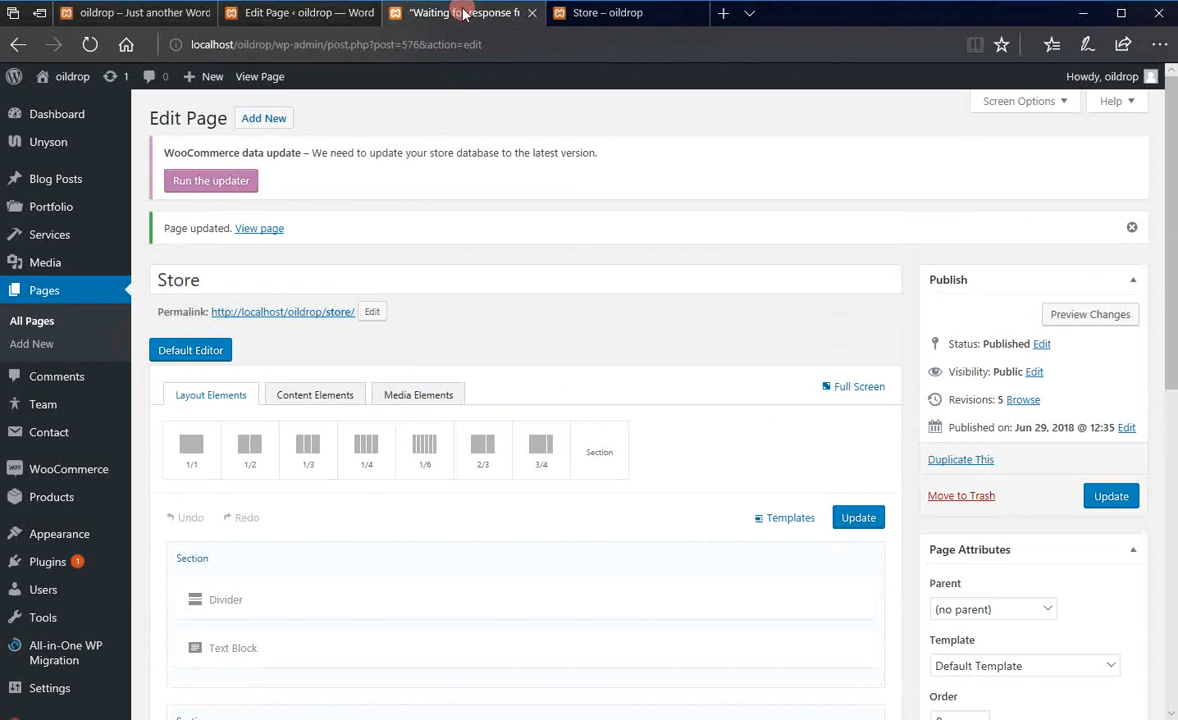 oildrop – Just another Word
Edit Page ‹ oildrop — Word
"Waiting for response fr
Store – oildrop
localhost/oildrop/wp-admin/post.php?post=576&action=edit
oildrop
1
0
New
View Page
Howdy, oildrop
Dashboard
Unyson
Blog Posts
Portfolio
Services
Media
Pages
All Pages
Add New
Comments
Team
Contact
WooCommerce
Products
Appearance
Plugins 1
Users
Tools
All-in-One WP
Migration
Settings
Screen Options
Help
Edit Page
Add New
WooCommerce data update – We need to update your store database to the latest version.
Run the updater
Page updated. View page
Store
Permalink: http://localhost/oildrop/store/ Edit
Default Editor
Layout Elements
Content Elements
Media Elements
Full Screen
1/1
1/2
1/3
1/4
1/6
2/3
3/4
Section
Undo
Redo
Templates
Update
Section
Divider
Text Block
Publish
Preview Changes
Status: Published Edit
Visibility: Public Edit
Revisions: 5 Browse
Published on: Jun 29, 2018 @ 12:35 Edit
Duplicate This
Move to Trash
Update
Page Attributes
Parent
(no parent)
Template
Default Template
Order